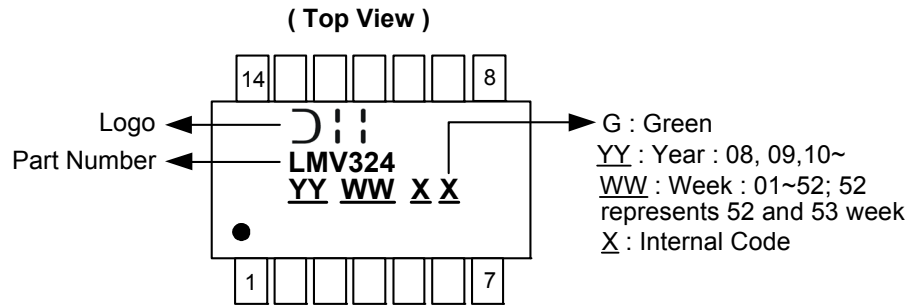 ( Top View )
14 8
Logo
Part Number
LMV324
YY WW X X
G : Green
YY : Year : 08, 09,10~
WW : Week : 01~52; 52
represents 52 and 53 week
X : Internal Code
1 7